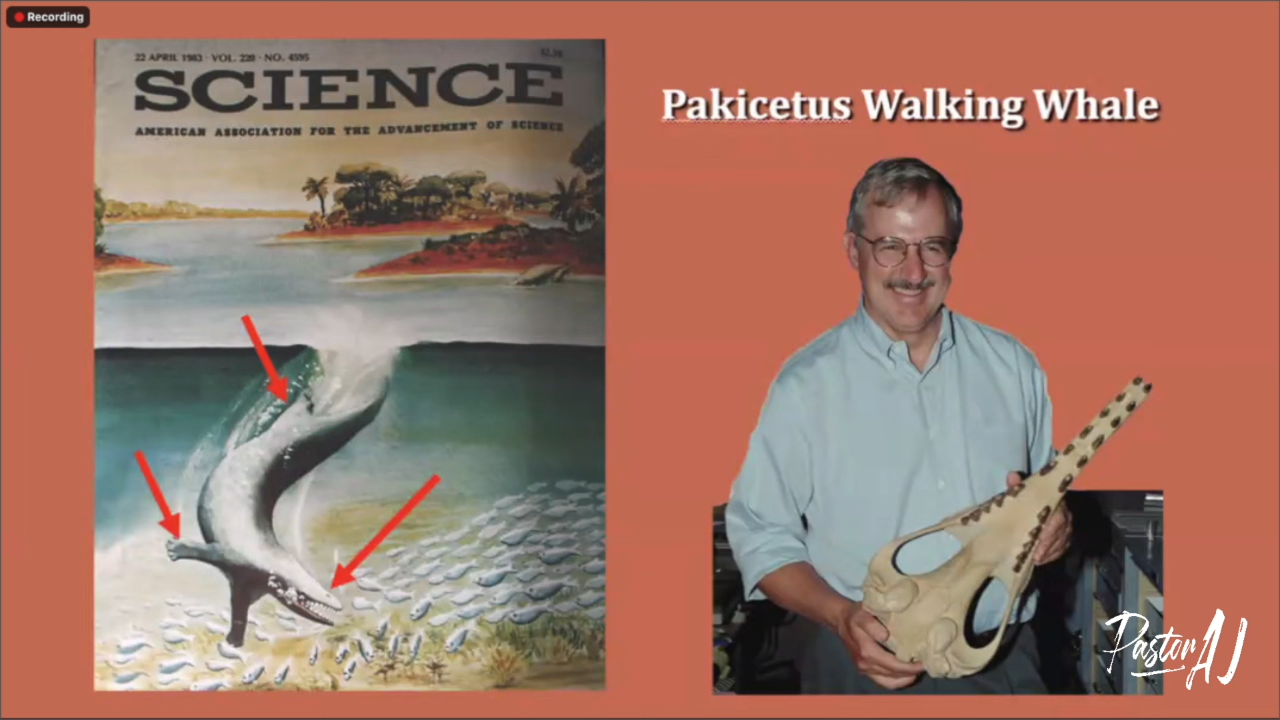 Recording
22 APRIL 1983 · VOL. 220 · NO. 4595
SCIENCE
AMERICAN ASSOCIATION FOR THE ADVANCEMENT OF SCIENCE
Pakicetus Walking Whale
Pastor AJ